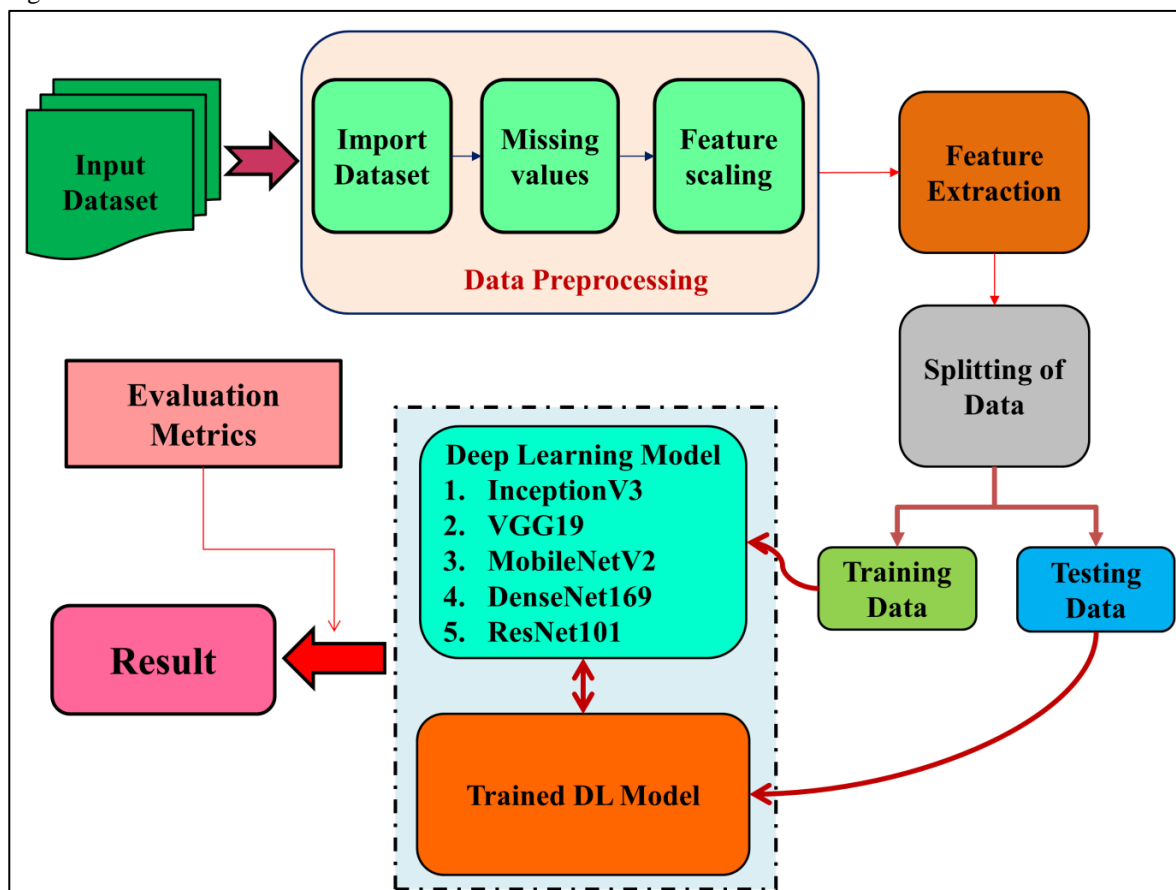 Input
Dataset
Import
Dataset
Missing
values
Feature
scaling
Data Preprocessing
Feature
Extraction
Splitting of
Data
Training
Data
Testing
Data
Deep Learning Model
1. InceptionV3
2. VGG19
3. MobileNetV2
4. DenseNet169
5. ResNet101
Trained DL Model
Evaluation
Metrics
Result